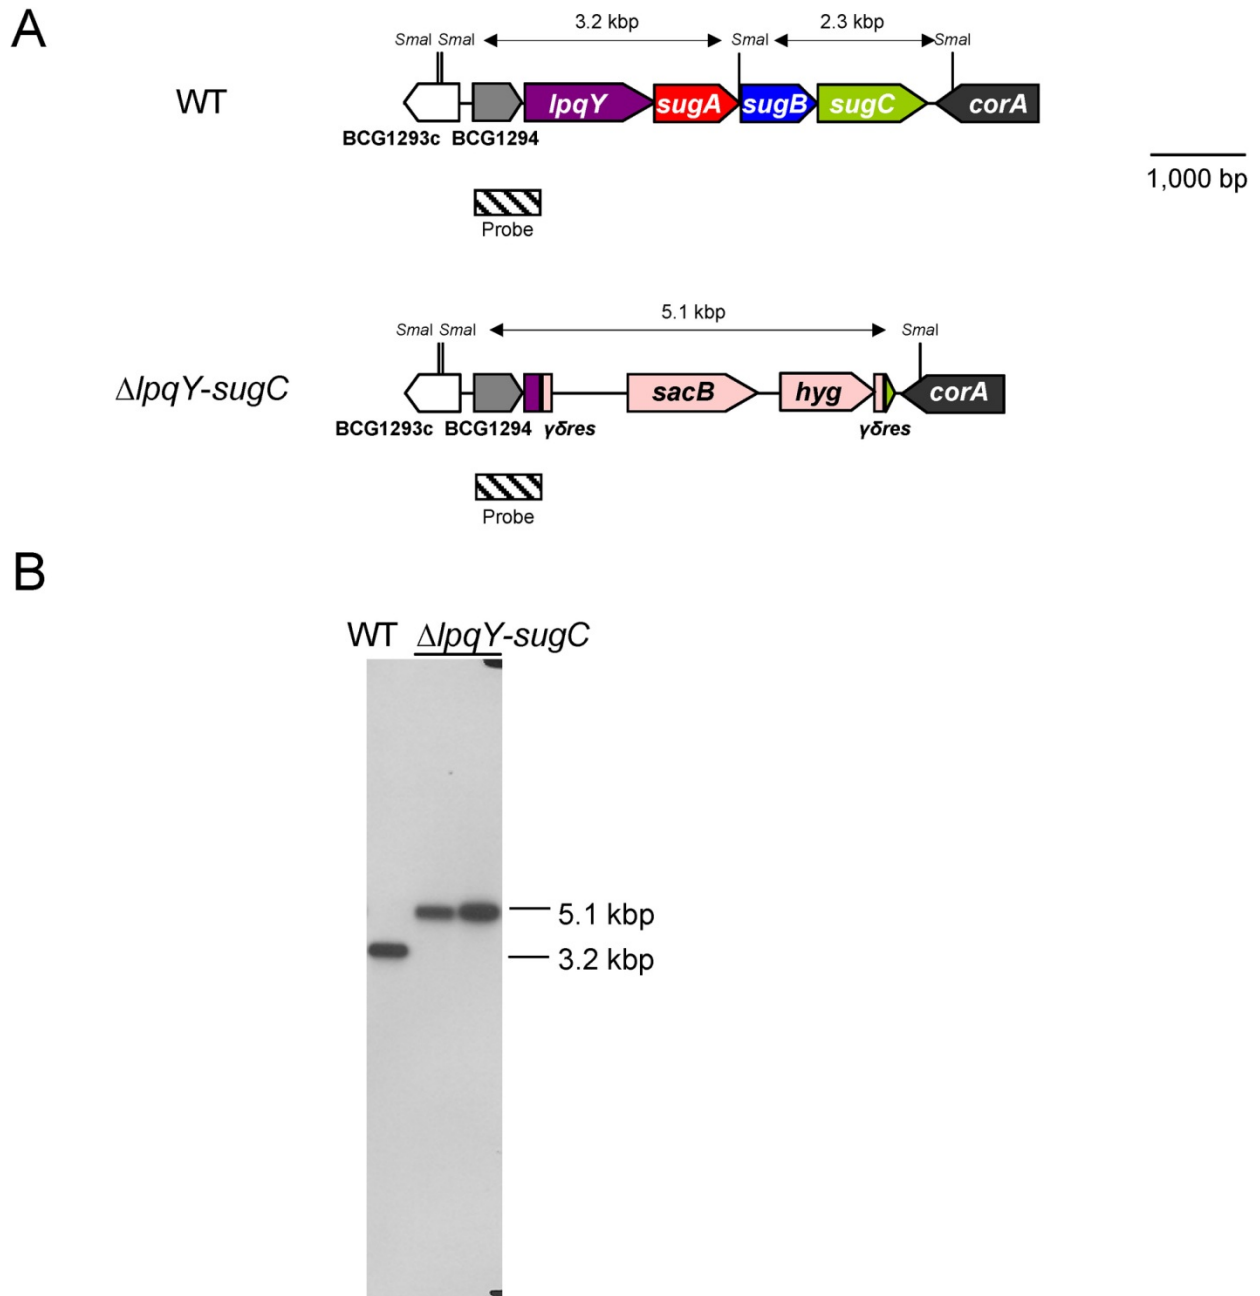 A
3.2 kbp
2.3 kbp
SmaI SmaI SmaI SmaI
WT
lpqY sugA sugB sugC corA
BCG1293c BCG1294
1,000 bp
Probe
5.1 kbp
SmaI SmaI SmaI
ΔlpqY-sugC
sacB hyg corA
BCG1293c BCG1294 γδres γδres
Probe
B
WT ΔlpqY-sugC
5.1 kbp
3.2 kbp